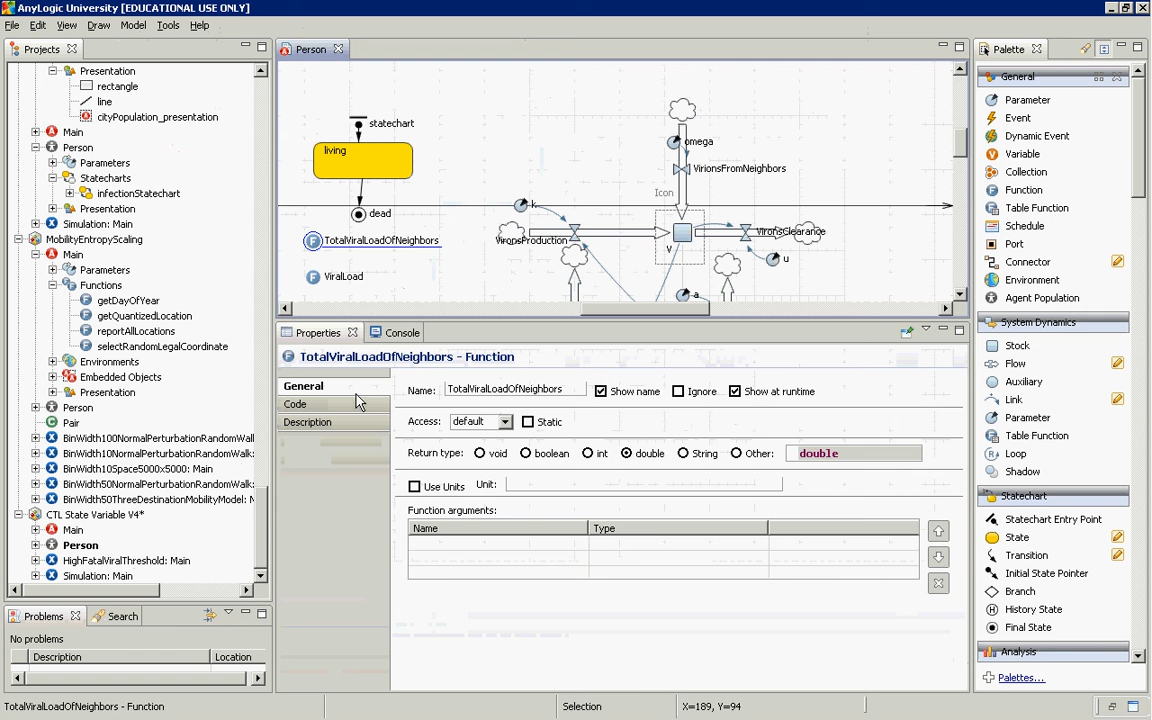 AnyLogic University [EDUCATIONAL USE ONLY]
File Edit View Draw Model Tools Help
Projects
Presentation
rectangle
line
cityPopulation_presentation
Main
Person
Parameters
Statecharts
infectionStatechart
Presentation
Simulation: Main
MobilityEntropyScaling
Main
Parameters
Functions
getDayOfYear
getQuantizedLocation
reportAllLocations
selectRandomLegalCoordinate
Environments
Embedded Objects
Presentation
Person
Pair
BinWidth100NormalPerturbationRandomWalk
BinWidth10NormalPerturbationRandomWalk:
BinWidth10Space5000x5000: Main
BinWidth50NormalPerturbationRandomWalk:
BinWidth50ThreeDestinationMobilityModel: M
CTL State Variable V4*
Main
Person
HighFatalViralThreshold: Main
Simulation: Main
Problems Search
No problems
Description Location
Person
statechart
living
dead
TotalViralLoadOfNeighbors
ViralLoad
omega
VirionsFromNeighbors
Icon
k
VirionsProduction
V
VirionsClearance
u
a
Properties Console
TotalViralLoadOfNeighbors - Function
General
Code
Description
Name: TotalViralLoadOfNeighbors Show name Ignore Show at runtime
Access: default Static
Return type: void boolean int double String Other: double
Use Units Unit:
Function arguments:
Name Type
Palette
General
Parameter
Event
Dynamic Event
Variable
Collection
Function
Table Function
Schedule
Port
Connector
Environment
Agent Population
System Dynamics
Stock
Flow
Auxiliary
Link
Parameter
Table Function
Loop
Shadow
Statechart
Statechart Entry Point
State
Transition
Initial State Pointer
Branch
History State
Final State
Analysis
Palettes...
TotalViralLoadOfNeighbors - Function Selection X=189, Y=94